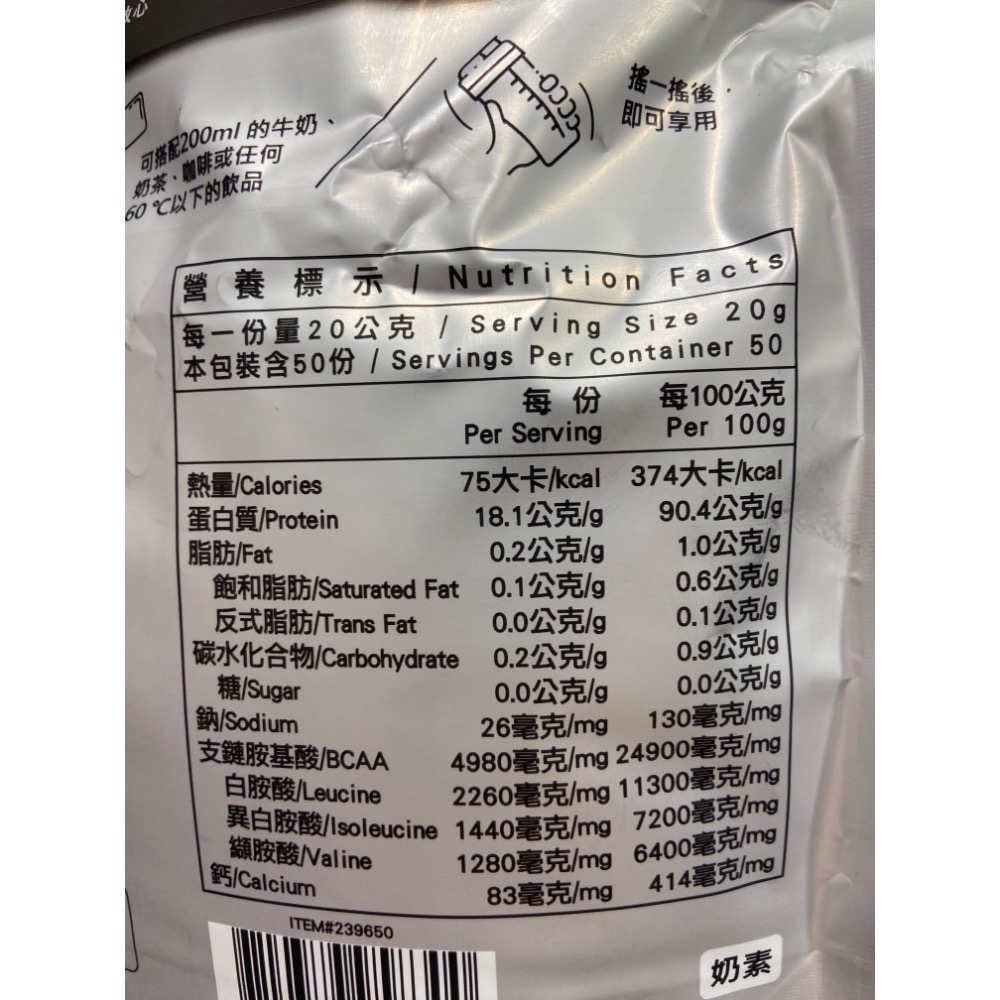 可搭配200ml 的牛奶、
奶茶、咖啡或任何
60 ℃以下的飲品
搖一搖後，
即可享用
營養標示 / Nutrition Facts
每一份量20公克 / Serving Size 20g
本包裝含50份 / Servings Per Container 50
每 份 每100公克
Per Serving Per 100g
熱量/Calories 75大卡/kcal 374大卡/kcal
蛋白質/Protein 18.1公克/g 90.4公克/g
脂肪/Fat 0.2公克/g 1.0公克/g
飽和脂肪/Saturated Fat 0.1公克/g 0.6公克/g
反式脂肪/Trans Fat 0.0公克/g 0.1公克/g
碳水化合物/Carbohydrate 0.2公克/g 0.9公克/g
糖/Sugar 0.0公克/g 0.0公克/g
鈉/Sodium 26毫克/mg 130毫克/mg
支鏈胺基酸/BCAA 4980毫克/mg 24900毫克/mg
白胺酸/Leucine 2260毫克/mg 11300毫克/mg
異白胺酸/Isoleucine 1440毫克/mg 7200毫克/mg
纈胺酸/Valine 1280毫克/mg 6400毫克/mg
鈣/Calcium 83毫克/mg 414毫克/mg
ITEM#239650
奶素